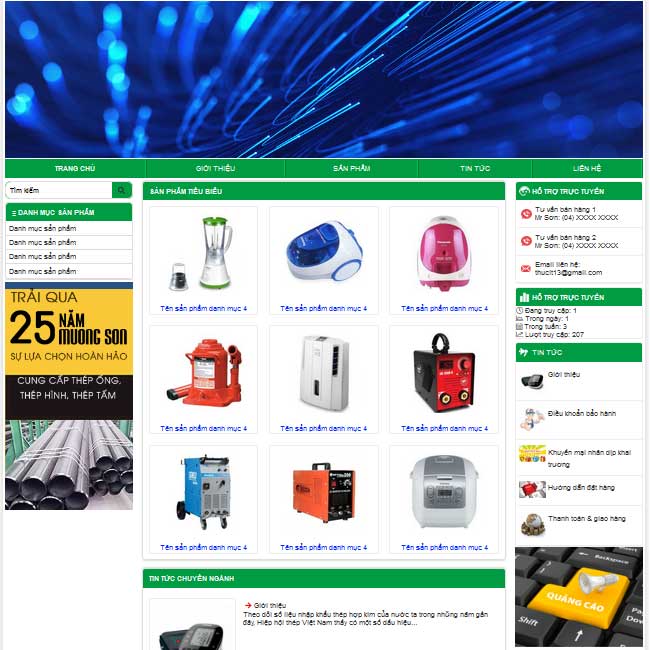 TRANG CHỦ
GIỚI THIỆU
SẢN PHẨM
TIN TỨC
LIÊN HỆ
Tìm kiếm
DANH MỤC SẢN PHẨM
Danh mục sản phẩm
Danh mục sản phẩm
Danh mục sản phẩm
Danh mục sản phẩm
TRẢI QUA
25 NĂM
MUONG SON
SỰ LỰA CHỌN HOÀN HẢO
CUNG CẤP THÉP ỐNG,
THÉP HÌNH, THÉP TẤM
SẢN PHẨM TIÊU BIỂU
Tên sản phẩm danh mục 4
Tên sản phẩm danh mục 4
Tên sản phẩm danh mục 4
Tên sản phẩm danh mục 4
Tên sản phẩm danh mục 4
Tên sản phẩm danh mục 4
Tên sản phẩm danh mục 4
Tên sản phẩm danh mục 4
Tên sản phẩm danh mục 4
TIN TỨC CHUYÊN NGÀNH
Giới thiệu
Theo dõi số liệu nhập khẩu thép hợp kim của nước ta trong những năm gần
đây, Hiệp hội thép Việt Nam thấy có một số dấu hiệu...
HỖ TRỢ TRỰC TUYẾN
Tư vấn bán hàng 1
Mr Sơn: (04) XXXX XXXX
Tư vấn bán hàng 2
Mr Sơn: (04) XXXX XXXX
Email liên hệ:
thucit13@gmail.com
HỖ TRỢ TRỰC TUYẾN
Đang truy cập: 1
Trong ngày: 1
Trong tuần: 3
Lượt truy cập: 207
TIN TỨC
Giới thiệu
Điều khoản bảo hành
Khuyến mại nhân dịp khai
trương
Hướng dẫn đặt hàng
Thanh toán & giao hàng
Backspace
QUẢNG CÁO
Shift